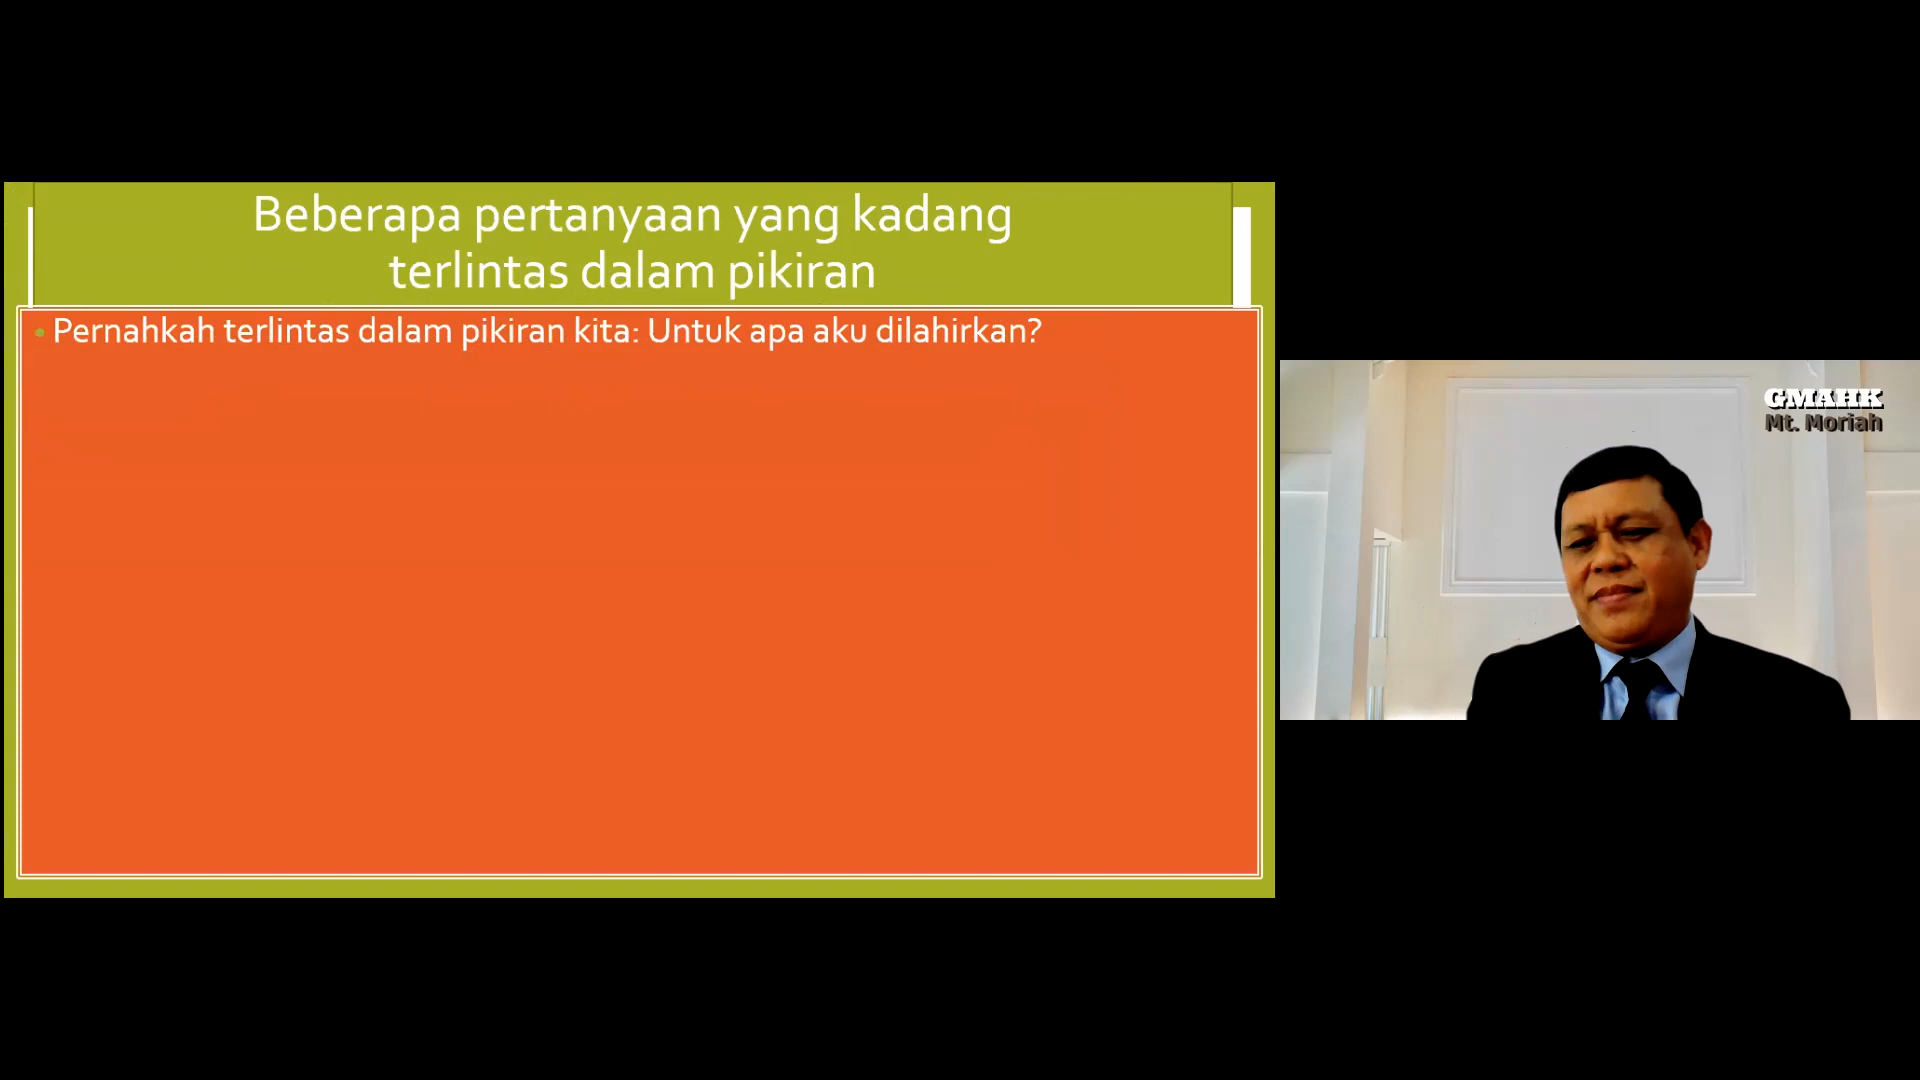 Beberapa pertanyaan yang kadang
terlintas dalam pikiran
• Pernahkah terlintas dalam pikiran kita: Untuk apa aku dilahirkan?
GMAHK
Mt. Moriah